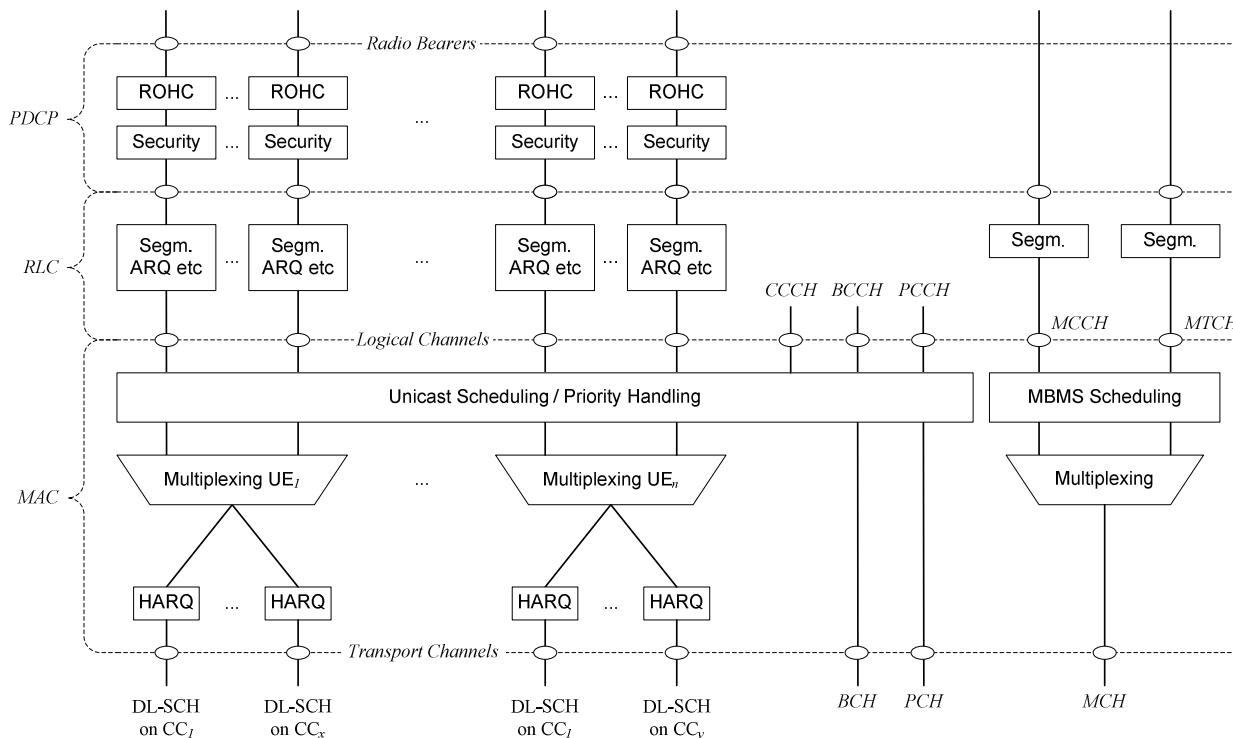 Radio Bearers
ROHC ... ROHC ROHC ... ROHC
PDCP ...
Security ... Security Security ... Security
Segm. Segm. Segm. Segm. Segm. Segm.
RLC ... ... ...
ARQ etc ARQ etc ARQ etc ARQ etc
CCCH BCCH PCCH
MCCH MTCH
Logical Channels
Unicast Scheduling / Priority Handling MBMS Scheduling
Multiplexing UE1 ... Multiplexing UEn Multiplexing
MAC
HARQ ... HARQ HARQ ... HARQ
Transport Channels
DL-SCH DL-SCH DL-SCH DL-SCH BCH PCH MCH
on CC1 on CCx on CC1 on CCy